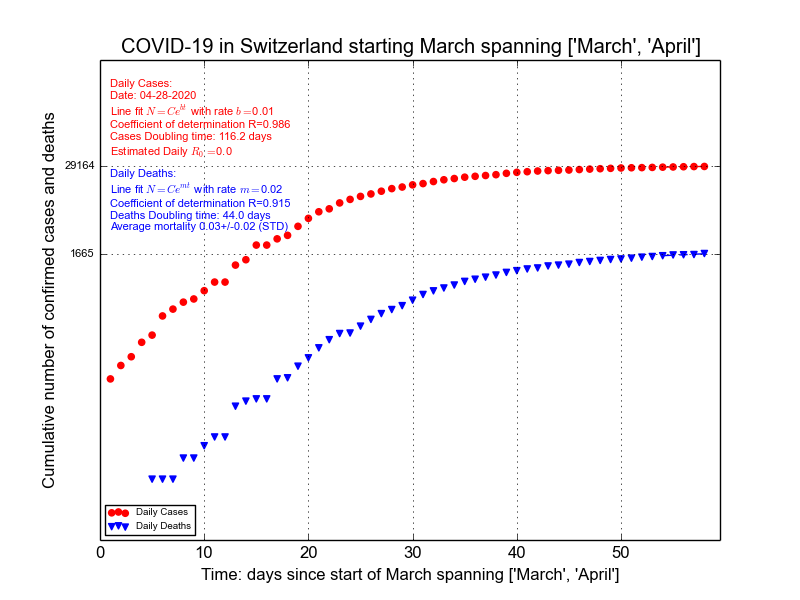 COVID-19 in Switzerland starting March spanning ['March', 'April']
Daily Cases:
Date: 04-28-2020
Line fit N = Ce^{bt} with rate b =0.01
Coefficient of determination R=0.986
Cases Doubling time: 116.2 days
Estimated Daily R_0 =0.0
Daily Deaths:
Line fit N = Ce^{mt} with rate m =0.02
Coefficient of determination R=0.915
Deaths Doubling time: 44.0 days
Average mortality 0.03+/-0.02 (STD)
29164
1665
Cumulative number of confirmed cases and deaths
Daily Cases
Daily Deaths
0 10 20 30 40 50
Time: days since start of March spanning ['March', 'April']